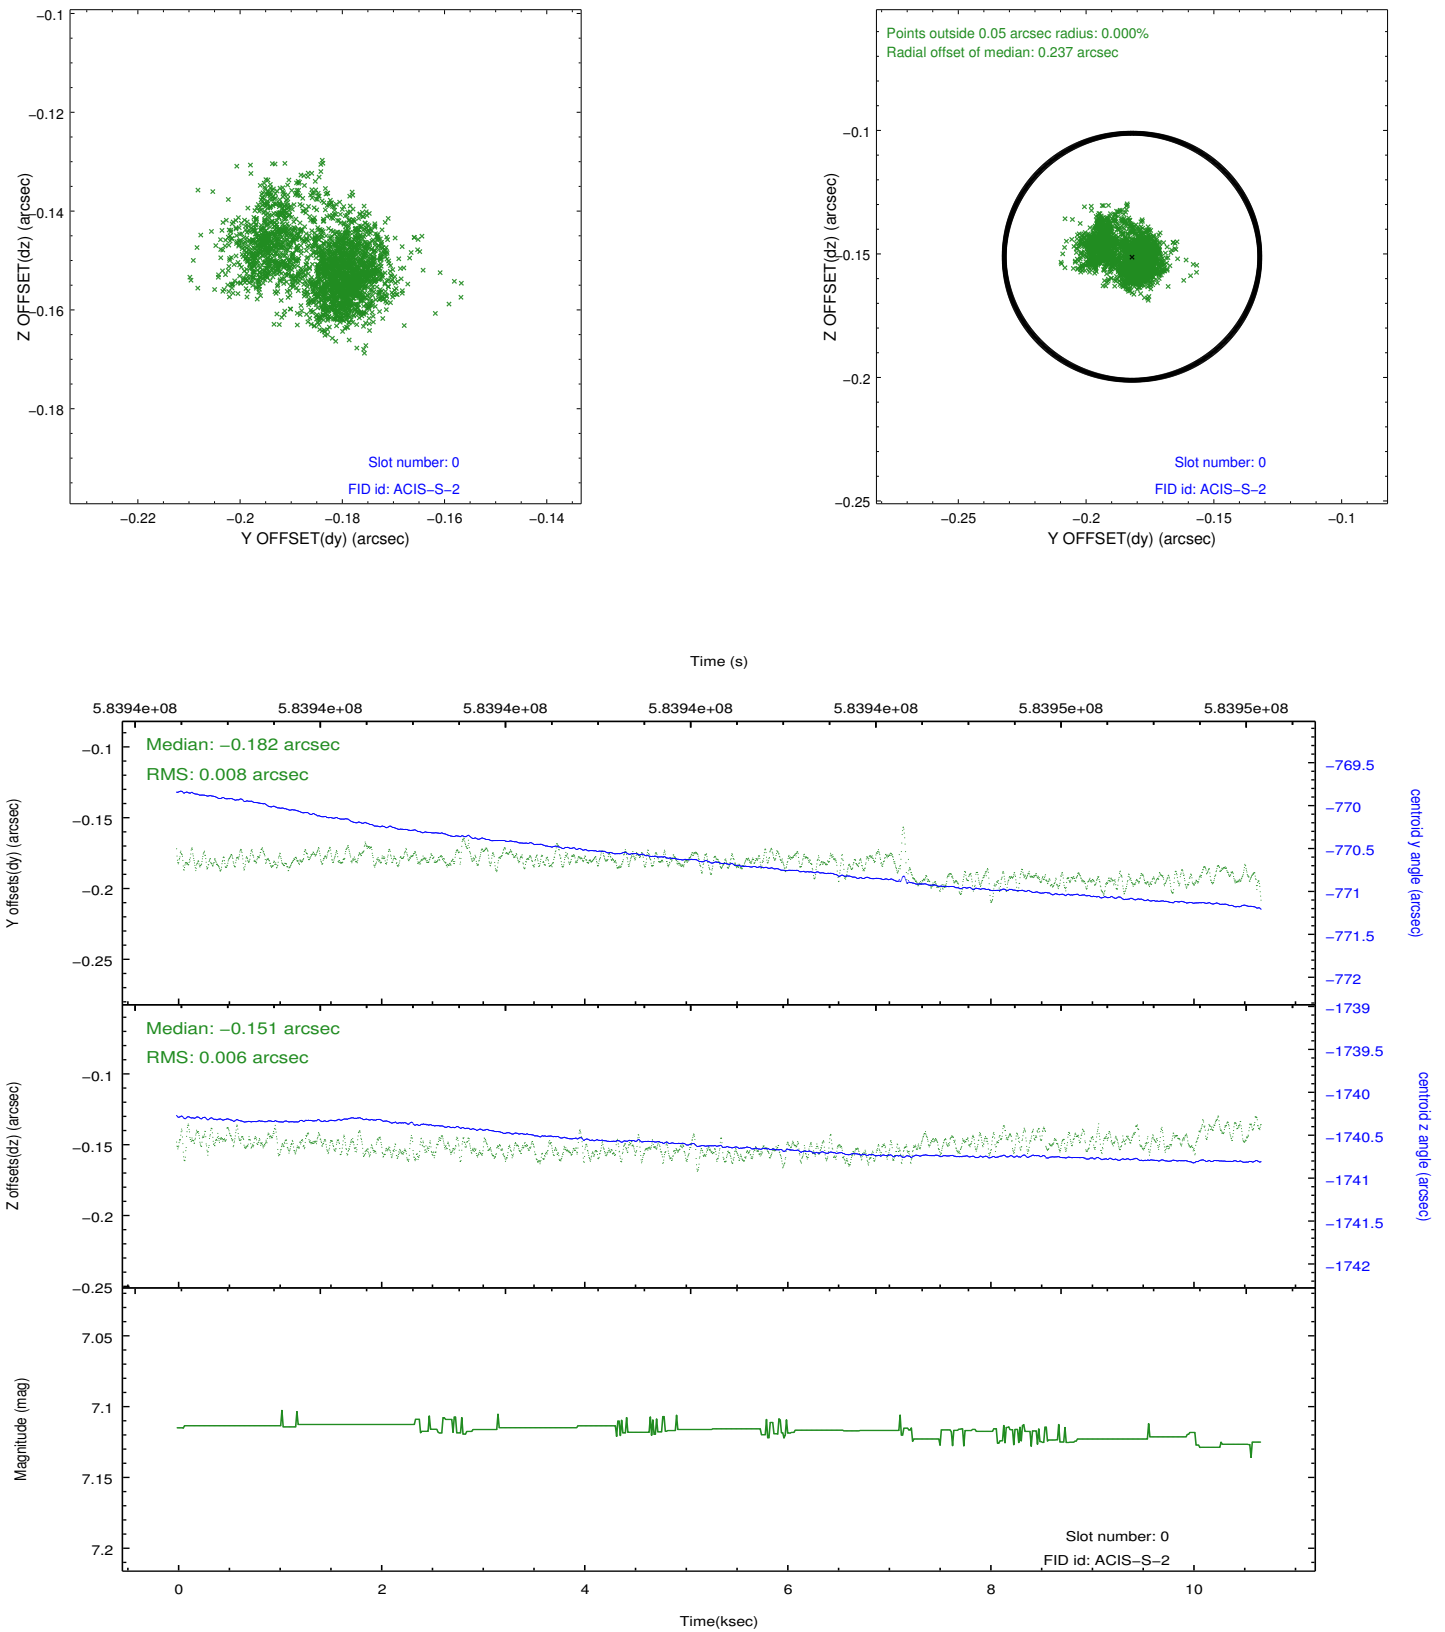 −0.1
−0.12
−0.14
−0.16
−0.18
Z OFFSET(dz) (arcsec)
Slot number: 0
FID id: ACIS−S−2
−0.22
−0.2
−0.18
−0.16
−0.14
Y OFFSET(dy) (arcsec)
Points outside 0.05 arcsec radius: 0.000%
Radial offset of median: 0.237 arcsec
−0.1
−0.15
−0.2
−0.25
Z OFFSET(dz) (arcsec)
Slot number: 0
FID id: ACIS−S−2
−0.25
−0.2
−0.15
−0.1
Y OFFSET(dy) (arcsec)
Time (s)
5.8394e+08
5.8394e+08
5.8394e+08
5.8394e+08
5.8394e+08
5.8395e+08
5.8395e+08
Median: −0.182 arcsec
RMS: 0.008 arcsec
−0.1
−0.15
−0.2
−0.25
Y offsets(dy) (arcsec)
−769.5
−770
−770.5
−771
−771.5
−772
centroid y angle (arcsec)
Median: −0.151 arcsec
RMS: 0.006 arcsec
−0.1
−0.15
−0.2
−0.25
Z offsets(dz) (arcsec)
−1739
−1739.5
−1740
−1740.5
−1741
−1741.5
−1742
centroid z angle (arcsec)
7.05
7.1
7.15
7.2
Magnitude (mag)
Slot number: 0
FID id: ACIS−S−2
0
2
4
6
8
10
Time(ksec)